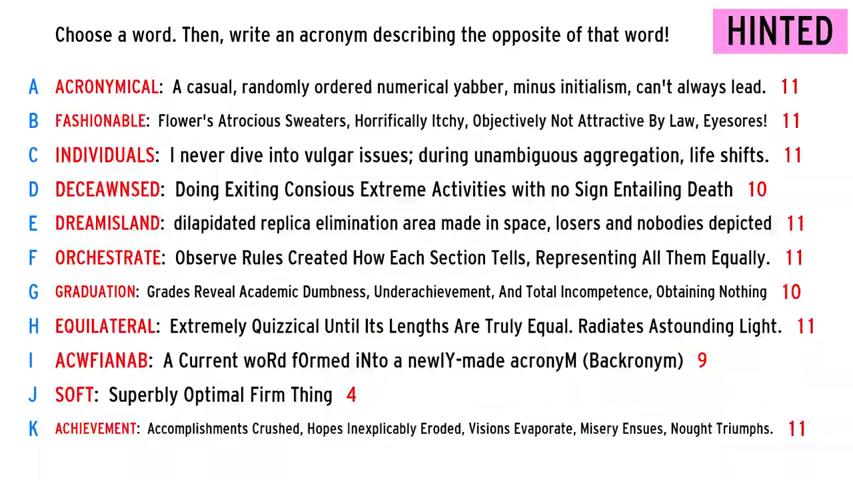 Choose a word. Then, write an acronym describing the opposite of that word! HINTED
A ACRONYMICAL: A casual, randomly ordered numerical yabber, minus initialism, can't always lead. 11
B FASHIONABLE: Flower's Atrocious Sweaters, Horrifically Itchy, Objectively Not Attractive By Law, Eyesores! 11
C INDIVIDUALS: I never dive into vulgar issues; during unambiguous aggregation, life shifts. 11
D DECEAWNSED: Doing Exiting Consious Extreme Activities with no Sign Entailing Death 10
E DREAMISLAND: dilapidated replica elimination area made in space, losers and nobodies depicted 11
F ORCHESTRATE: Observe Rules Created How Each Section Tells, Representing All Them Equally. 11
G GRADUATION: Grades Reveal Academic Dumbness, Underachievement, And Total Incompetence, Obtaining Nothing 10
H EQUILATERAL: Extremely Quizzical Until Its Lengths Are Truly Equal. Radiates Astounding Light. 11
I ACWFIANAB: A Current woRd fOrmed iNto a newlY-made acronyM (Backronym) 9
J SOFT: Superbly Optimal Firm Thing 4
K ACHIEVEMENT: Accomplishments Crushed, Hopes Inexplicably Eroded, Visions Evaporate, Misery Ensues, Nought Triumphs. 11